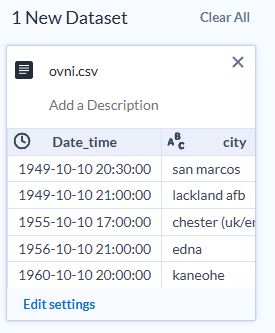 1 New Dataset Clear All
ovni.csv
Add a Description
Date_time ABC city
1949-10-10 20:30:00 san marcos
1949-10-10 21:00:00 lackland afb
1955-10-10 17:00:00 chester (uk/en
1956-10-10 21:00:00 edna
1960-10-10 20:00:00 kaneohe
Edit settings